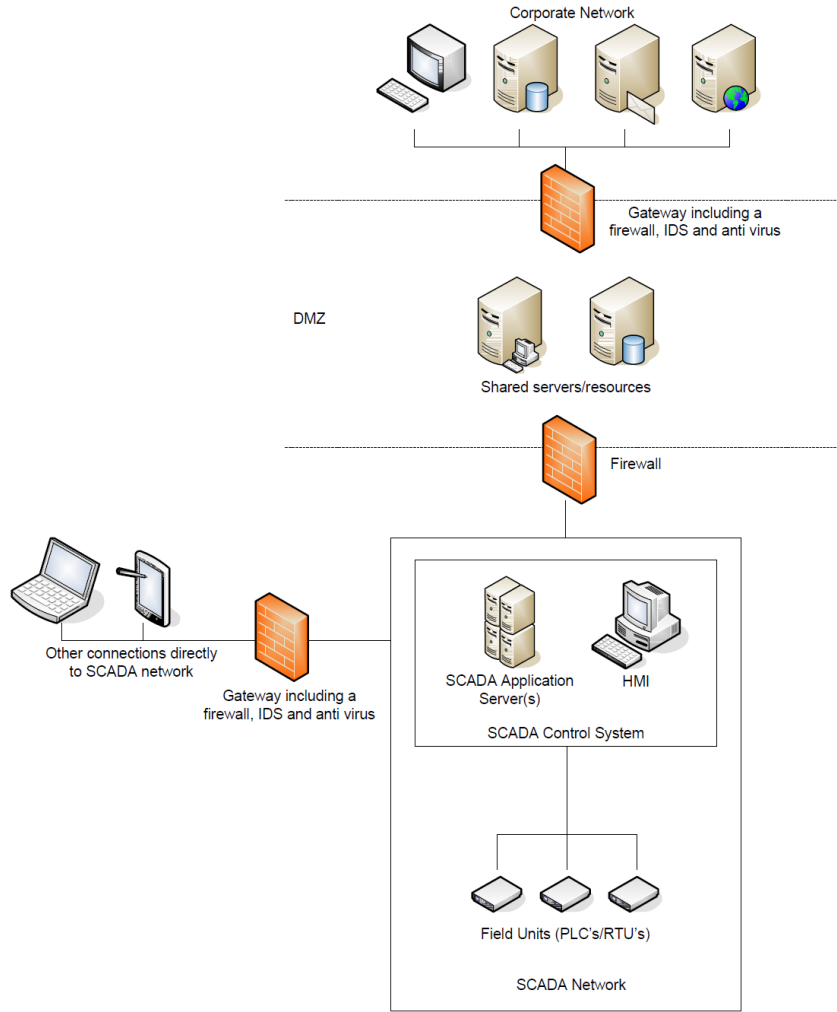 Corporate Network
Gateway including a
firewall, IDS and anti virus
DMZ
Shared servers/resources
Firewall
Other connections directly
to SCADA network
Gateway including a
firewall, IDS and anti virus
SCADA Application
Server(s)
HMI
SCADA Control System
Field Units (PLC's/RTU's)
SCADA Network